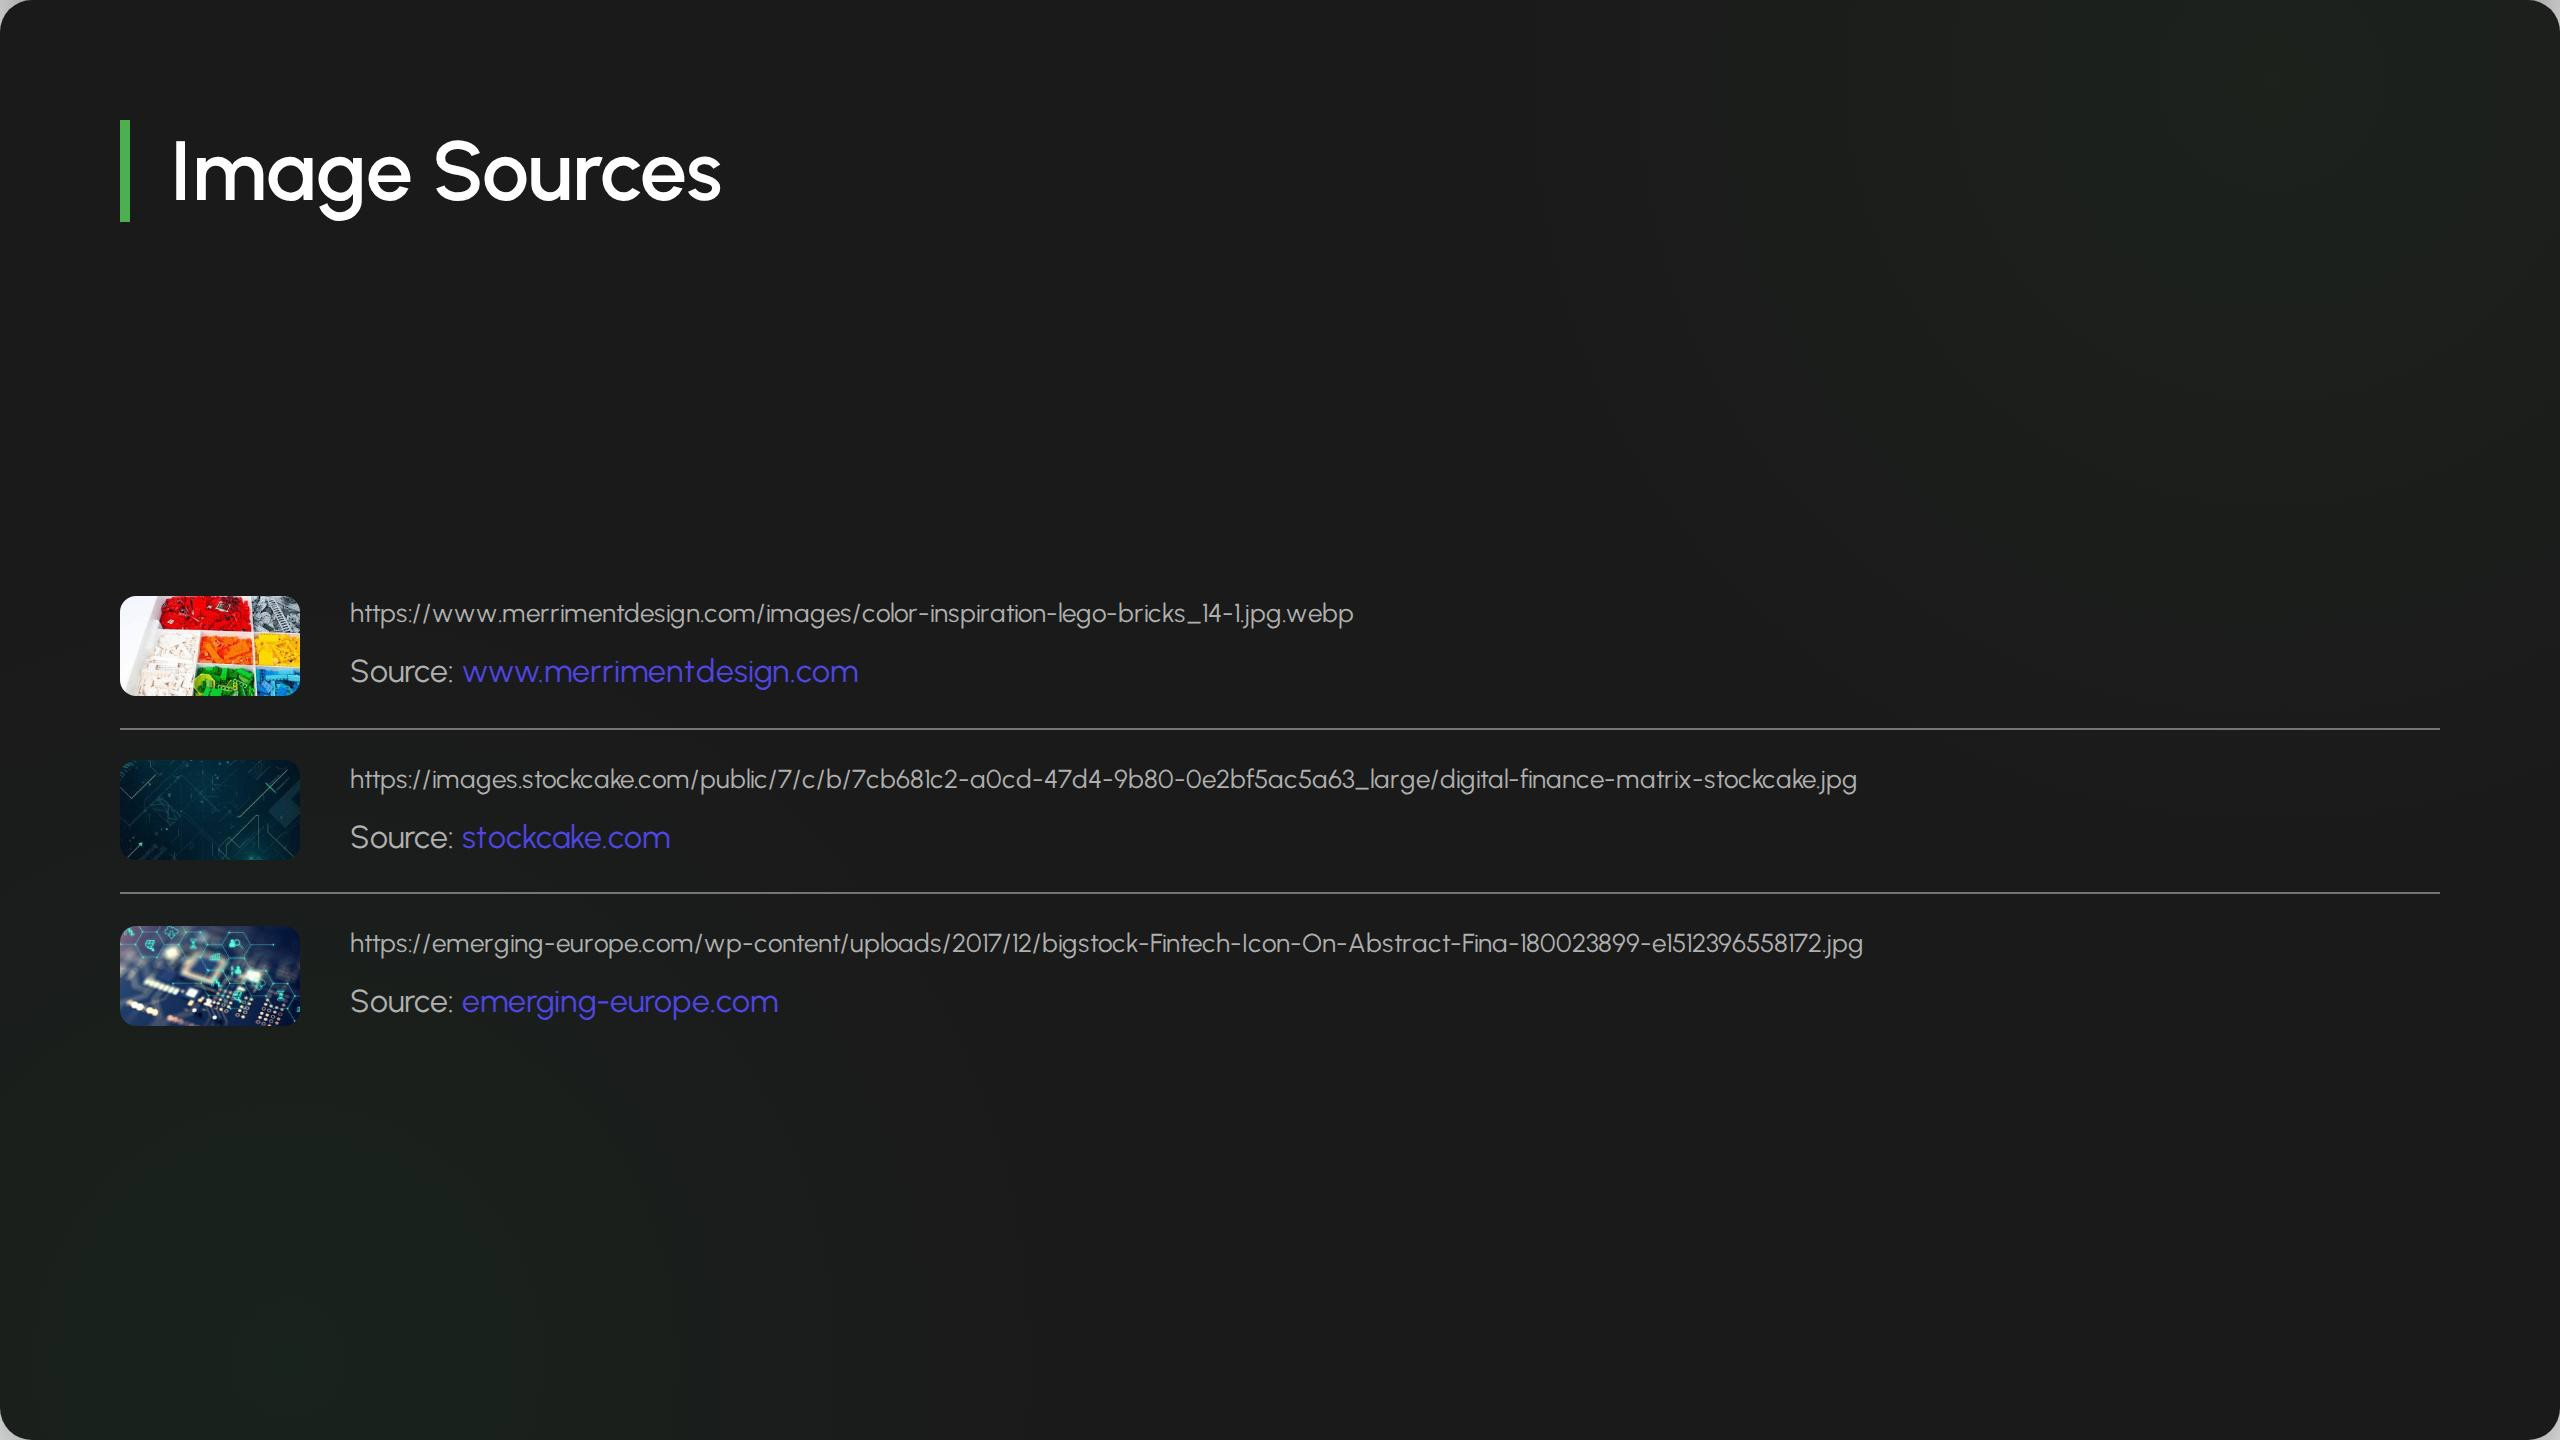 Image Sources
https://www.merrimentdesign.com/images/color-inspiration-lego-bricks_14-1.jpg.webp
Source: www.merrimentdesign.com
https://images.stockcake.com/public/7/c/b/7cb681c2-a0cd-47d4-9b80-0e2bf5ac5a63_large/digital-finance-matrix-stockcake.jpg
Source: stockcake.com
https://emerging-europe.com/wp-content/uploads/2017/12/bigstock-Fintech-Icon-On-Abstract-Fina-180023899-e1512396558172.jpg
Source: emerging-europe.com